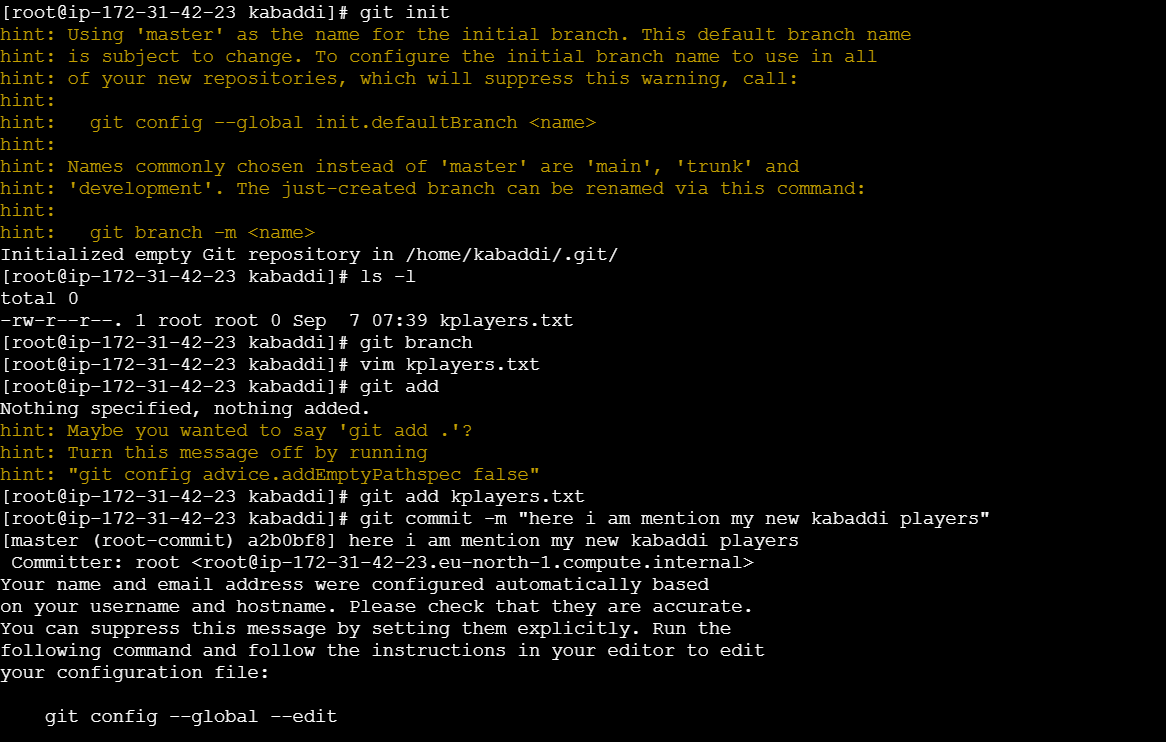 [root@ip-172-31-42-23 kabaddi]# git init
hint: Using 'master' as the name for the initial branch. This default branch name
hint: is subject to change. To configure the initial branch name to use in all
hint: of your new repositories, which will suppress this warning, call:
hint:
hint:   git config --global init.defaultBranch <name>
hint:
hint: Names commonly chosen instead of 'master' are 'main', 'trunk' and
hint: 'development'. The just-created branch can be renamed via this command:
hint:
hint:   git branch -m <name>
Initialized empty Git repository in /home/kabaddi/.git/
[root@ip-172-31-42-23 kabaddi]# ls -l
total 0
-rw-r--r--. 1 root root 0 Sep  7 07:39 kplayers.txt
[root@ip-172-31-42-23 kabaddi]# git branch
[root@ip-172-31-42-23 kabaddi]# vim kplayers.txt
[root@ip-172-31-42-23 kabaddi]# git add
Nothing specified, nothing added.
hint: Maybe you wanted to say 'git add .'?
hint: Turn this message off by running
hint: "git config advice.addEmptyPathspec false"
[root@ip-172-31-42-23 kabaddi]# git add kplayers.txt
[root@ip-172-31-42-23 kabaddi]# git commit -m "here i am mention my new kabaddi players"
[master (root-commit) a2b0bf8] here i am mention my new kabaddi players
 Committer: root <root@ip-172-31-42-23.eu-north-1.compute.internal>
Your name and email address were configured automatically based
on your username and hostname. Please check that they are accurate.
You can suppress this message by setting them explicitly. Run the
following command and follow the instructions in your editor to edit
your configuration file:

    git config --global --edit